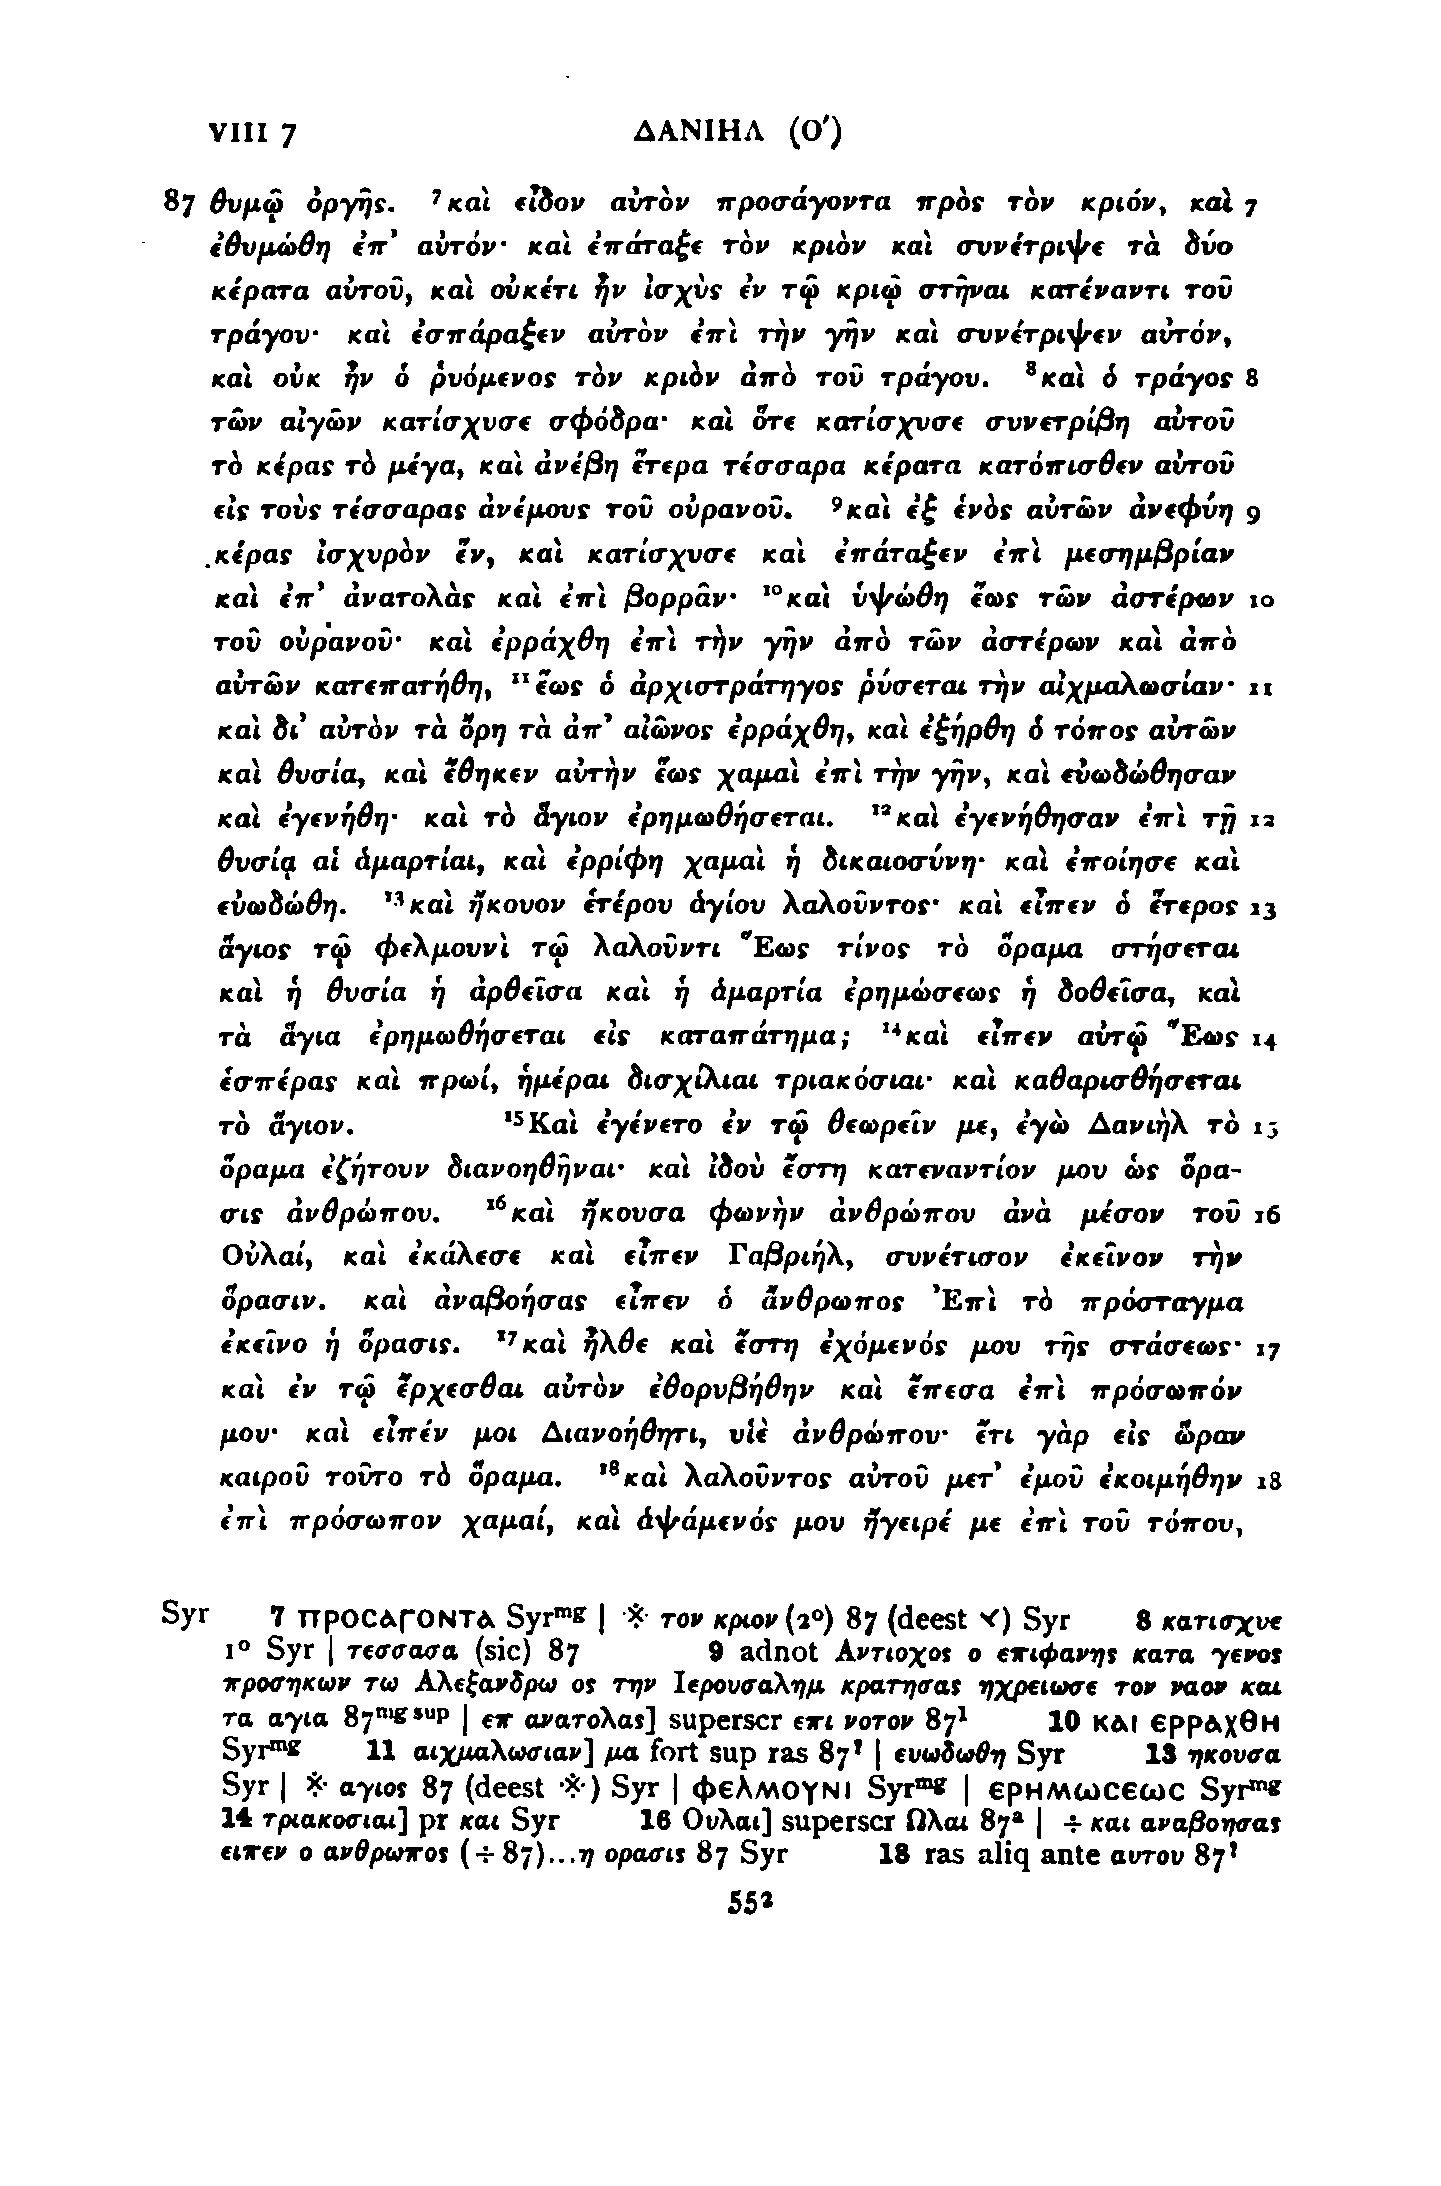 VIII 7 ΔΑΝΙΗΛ (Ο′)
87 θυμῷ ὀργῆς. ⁷καὶ εἶδον αὐτὸν προσάγοντα πρὸς τὸν κριόν, καὶ 7
ἐθυμώθη ἐπ’ αὐτόν· καὶ ἐπάταξε τὸν κριὸν καὶ συνέτριψε τὰ δύο
κέρατα αὐτοῦ, καὶ οὐκέτι ἦν ἰσχὺς ἐν τῷ κριῷ στῆναι κατέναντι τοῦ
τράγου· καὶ ἐσπάραξεν αὐτὸν ἐπὶ τὴν γῆν καὶ συνέτριψεν αὐτόν,
καὶ οὐκ ἦν ὁ ῥυόμενος τὸν κριὸν ἀπὸ τοῦ τράγου. ⁸καὶ ὁ τράγος 8
τῶν αἰγῶν κατίσχυσε σφόδρα· καὶ ὅτε κατίσχυσε συνετρίβη αὐτοῦ
τὸ κέρας τὸ μέγα, καὶ ἀνέβη ἕτερα τέσσαρα κέρατα κατόπισθεν αὐτοῦ
εἰς τοὺς τέσσαρας ἀνέμους τοῦ οὐρανοῦ. ⁹καὶ ἐξ ἑνὸς αὐτῶν ἀνεφύη 9
κέρας ἰσχυρὸν ἕν, καὶ κατίσχυσε καὶ ἐπάταξεν ἐπὶ μεσημβρίαν
καὶ ἐπ’ ἀνατολὰς καὶ ἐπὶ βορρᾶν· ¹⁰καὶ ὑψώθη ἕως τῶν ἀστέρων 10
τοῦ οὐρανοῦ· καὶ ἐρράχθη ἐπὶ τὴν γῆν ἀπὸ τῶν ἀστέρων καὶ ἀπὸ
αὐτῶν κατεπατήθη, ¹¹ἕως ὁ ἀρχιστράτηγος ῥύσεται τὴν αἰχμαλωσίαν· 11
καὶ δι’ αὐτὸν τὰ ὄρη τὰ ἀπ’ αἰῶνος ἐρράχθη, καὶ ἐξήρθη ὁ τόπος αὐτῶν
καὶ θυσία, καὶ ἔθηκεν αὐτὴν ἕως χαμαὶ ἐπὶ τὴν γῆν, καὶ εὐωδώθησαν
καὶ ἐγενήθη· καὶ τὸ ἅγιον ἐρημωθήσεται. ¹²καὶ ἐγενήθησαν ἐπὶ τῇ 12
θυσίᾳ αἱ ἁμαρτίαι, καὶ ἐρρίφη χαμαὶ ἡ δικαιοσύνη· καὶ ἐποίησε καὶ
εὐωδώθη. ¹³καὶ ἤκουον ἑτέρου ἁγίου λαλοῦντος· καὶ εἶπεν ὁ ἕτερος 13
ἅγιος τῷ φελμουνὶ τῷ λαλοῦντι Ἕως τίνος τὸ ὅραμα στήσεται
καὶ ἡ θυσία ἡ ἀρθεῖσα καὶ ἡ ἁμαρτία ἐρημώσεως ἡ δοθεῖσα, καὶ
τὰ ἅγια ἐρημωθήσεται εἰς καταπάτημα; ¹⁴καὶ εἶπεν αὐτῷ Ἕως 14
ἑσπέρας καὶ πρωί, ἡμέραι δισχίλιαι τριακόσιαι· καὶ καθαρισθήσεται
τὸ ἅγιον. ¹⁵Καὶ ἐγένετο ἐν τῷ θεωρεῖν με, ἐγὼ Δανιὴλ τὸ 15
ὅραμα ἐζήτουν διανοηθῆναι· καὶ ἰδοὺ ἔστη κατεναντίον μου ὡς ὅρα-
σις ἀνθρώπου. ¹⁶καὶ ἤκουσα φωνὴν ἀνθρώπου ἀνὰ μέσον τοῦ 16
Οὐλαί, καὶ ἐκάλεσε καὶ εἶπεν Γαβριήλ, συνέτισον ἐκεῖνον τὴν
ὅρασιν. καὶ ἀναβοήσας εἶπεν ὁ ἄνθρωπος Ἐπὶ τὸ πρόσταγμα
ἐκεῖνο ἡ ὅρασις. ¹⁷καὶ ἦλθε καὶ ἔστη ἐχόμενός μου τῆς στάσεως· 17
καὶ ἐν τῷ ἔρχεσθαι αὐτὸν ἐθορυβήθην καὶ ἔπεσα ἐπὶ πρόσωπόν
μου· καὶ εἶπέν μοι Διανοήθητι, υἱὲ ἀνθρώπου· ἔτι γὰρ εἰς ὥραν
καιροῦ τοῦτο τὸ ὅραμα. ¹⁸καὶ λαλοῦντος αὐτοῦ μετ’ ἐμοῦ ἐκοιμήθην 18
ἐπὶ πρόσωπον χαμαί, καὶ ἁψάμενός μου ἤγειρέ με ἐπὶ τοῦ τόπου,
Syr 7 ΠΡΟϹΑΓΟΝΤΑ Syrᵐᵍ | ※ τον κριον (2°) 87 (deest ✓) Syr 8 κατισχυε
1° Syr | τεσσασα (sic) 87 9 adnot Αντιοχος ο επιφανης κατα γενος
προσηκων τω Αλεξανδρω ος την Ιερουσαλημ κρατησας ηχρειωσε τον ναον και
τα αγια 87ᵐᵍ ˢᵘᵖ | επ ανατολας] superscr επι νοτον 87¹ 10 ΚΑΙ ΕΡΡΑΧΘΗ
Syrᵐᵍ 11 αιχμαλωσιαν] μα fort sup ras 87ˀ | ευωδωθη Syr 13 ηκουσα
Syr | ※ αγιος 87 (deest ※) Syr | ΦΕΛΜΟΥΝΙ Syrᵐᵍ | ΕΡΗΜΩϹΕΩϹ Syrᵐᵍ
14 τριακοσιαι] pr και Syr 16 Ουλαι] superscr Ωλαι 87ᵃ | ÷ και αναβοησας
ειπεν ο ανθρωπος (÷ 87)...η ορασις 87 Syr 18 ras aliq ante αυτου 87ˀ
552